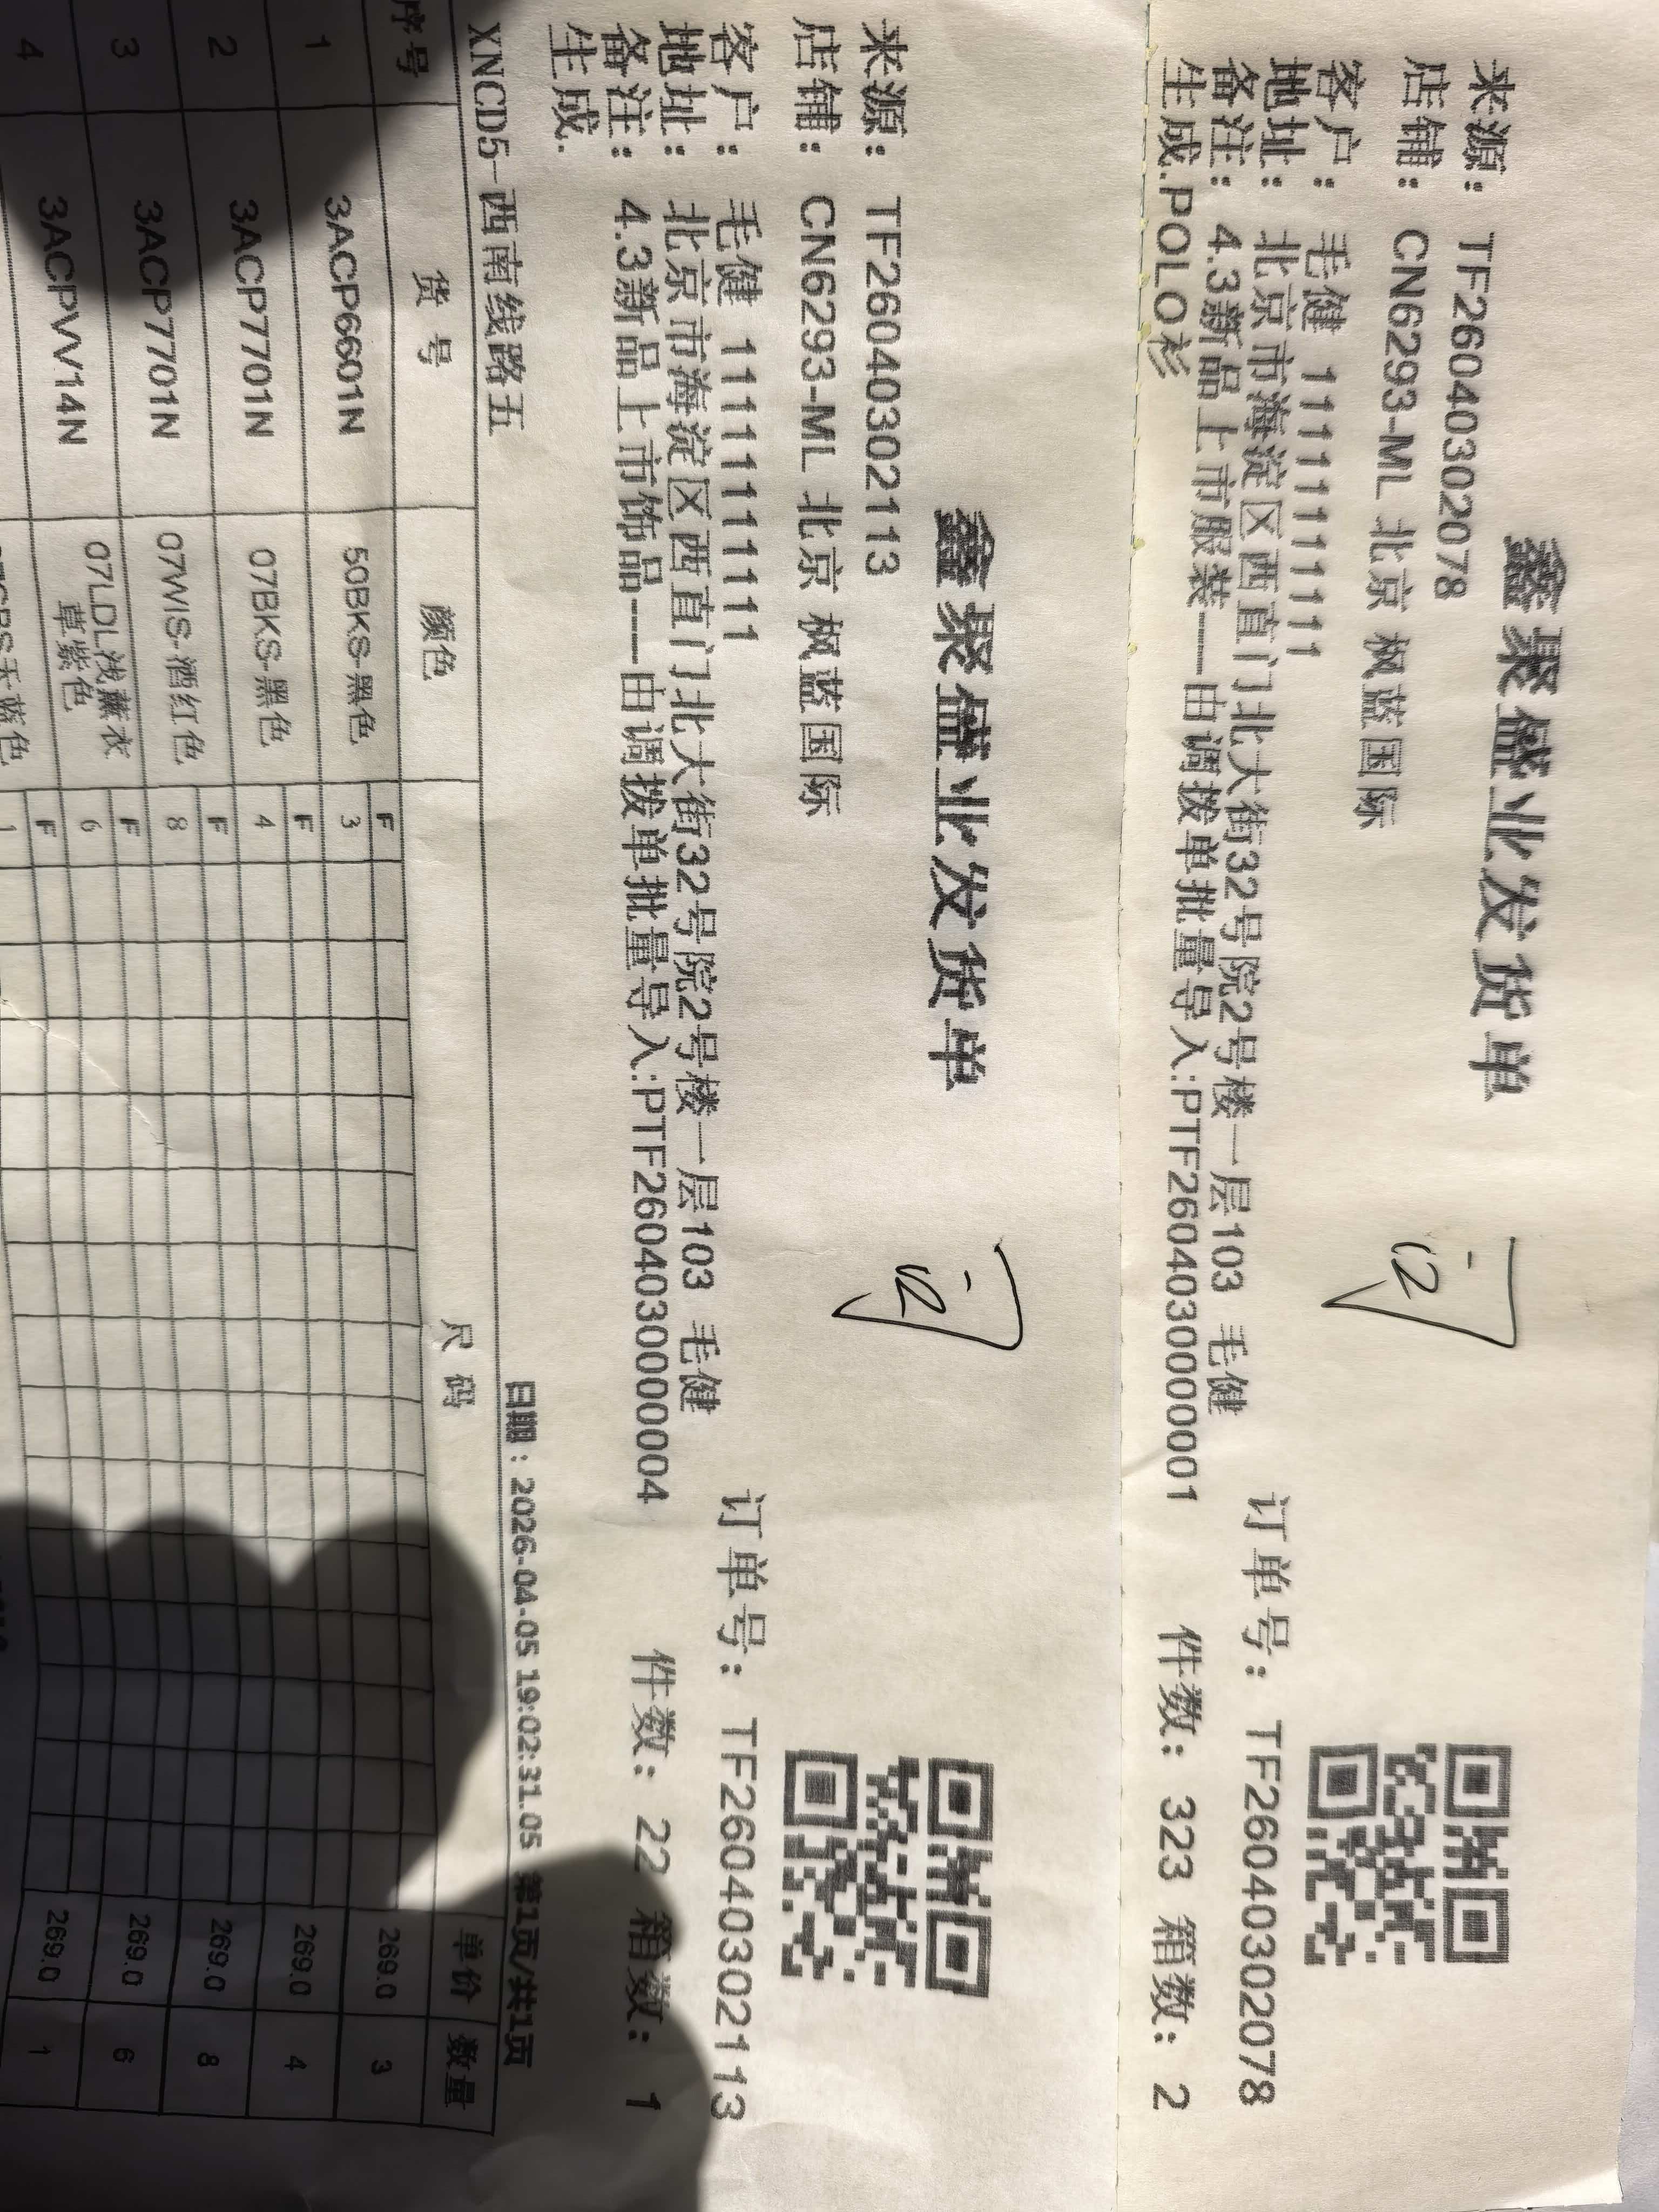 鑫聚盛业发货单
来源: TF26040302078
店铺: CN6293-ML 北京 枫蓝国际
客户: 毛健 11111111111 订单号: TF26040302078
地址: 北京市海淀区西直门北大街32号院2号楼一层103 毛健
备注: 4.3新品上市服装——由调拨单批量导入:PTF260403000001 件数: 323 箱数: 2
生成.POLO衫
鑫聚盛业发货单
来源: TF26040302113
店铺: CN6293-ML 北京 枫蓝国际
客户: 毛健 11111111111 订单号: TF26040302113
地址: 北京市海淀区西直门北大街32号院2号楼一层103 毛健
备注: 4.3新品上市饰品——由调拨单批量导入:PTF260403000004 件数: 22 箱数: 1
生成.
XNCD5-西南线路五 日期:2026-04-05 19:02:31.05 第1页/共1页
序号 货号 颜色 尺码 单价 数量
F
1 3ACP6601N 50BKS-黑色 3 269.0 3
F
2 3ACP7701N 07BKS-黑色 4 269.0 4
F
3 3ACP7701N 07WIS-酒红色 8 269.0 8
F
4 3ACPW14N 07LDL浅薰衣草紫色 6 269.0 6
F
天蓝色 1 269.0 1